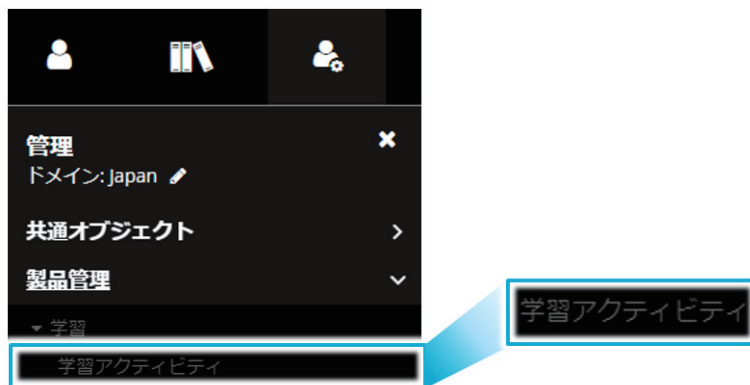 管理
ドメイン: Japan
共通オブジェクト
製品管理
学習
学習アクティビティ
学習アクティビティ